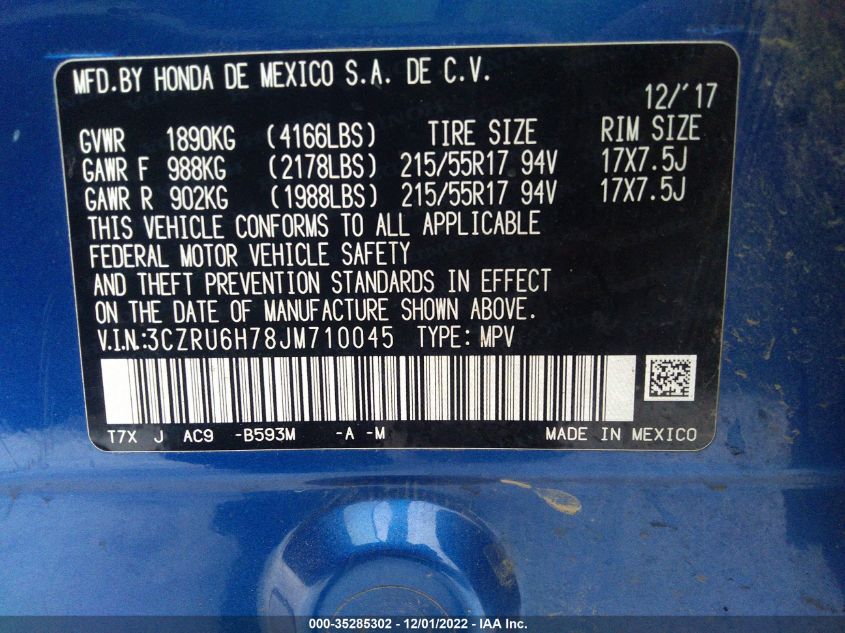 MFD.BY HONDA DE MEXICO S.A. DE C.V.
12/'17
GVWR 1890KG (4166LBS) TIRE SIZE RIM SIZE
GAWR F 988KG (2178LBS) 215/55R17 94V 17X7.5J
GAWR R 902KG (1988LBS) 215/55R17 94V 17X7.5J
THIS VEHICLE CONFORMS TO ALL APPLICABLE
FEDERAL MOTOR VEHICLE SAFETY
AND THEFT PREVENTION STANDARDS IN EFFECT
ON THE DATE OF MANUFACTURE SHOWN ABOVE.
V.I.N.:3CZRU6H78JM710045 TYPE: MPV
T7X J AC9 -B593M -A -M MADE IN MEXICO
000-35285302 - 12/01/2022 - IAA Inc.